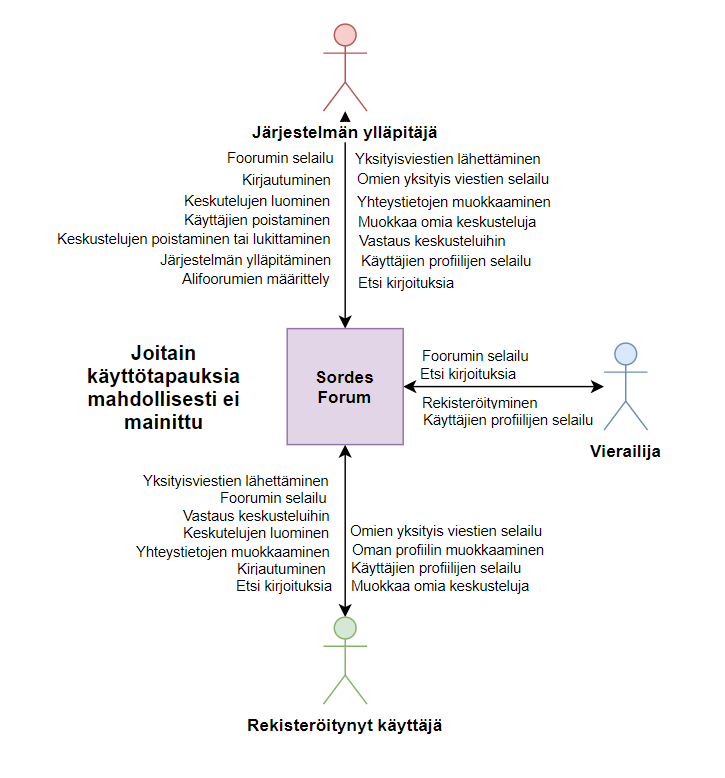 Järjestelmän ylläpitäjä
Foorumin selailu
Kirjautuminen
Keskutelujen luominen
Käyttäjien poistaminen
Keskustelujen poistaminen tai lukittaminen
Järjestelmän ylläpitäminen
Alifoorumien määrittely
Yksityisviestien lähettäminen
Omien yksityis viestien selailu
Yhteystietojen muokkaaminen
Muokkaa omia keskusteluja
Vastaus keskusteluihin
Käyttäjien profiilijen selailu
Etsi kirjoituksia
Joitain
käyttötapauksia
mahdollisesti ei
mainittu
Sordes
Forum
Foorumin selailu
Etsi kirjoituksia
Rekisteröityminen
Käyttäjien profiilijen selailu
Vierailija
Yksityisviestien lähettäminen
Foorumin selailu
Vastaus keskusteluihin
Keskutelujen luominen
Yhteystietojen muokkaaminen
Kirjautuminen
Etsi kirjoituksia
Omien yksityis viestien selailu
Oman profiilin muokkaaminen
Käyttäjien profiilijen selailu
Muokkaa omia keskusteluja
Rekisteröitynyt käyttäjä